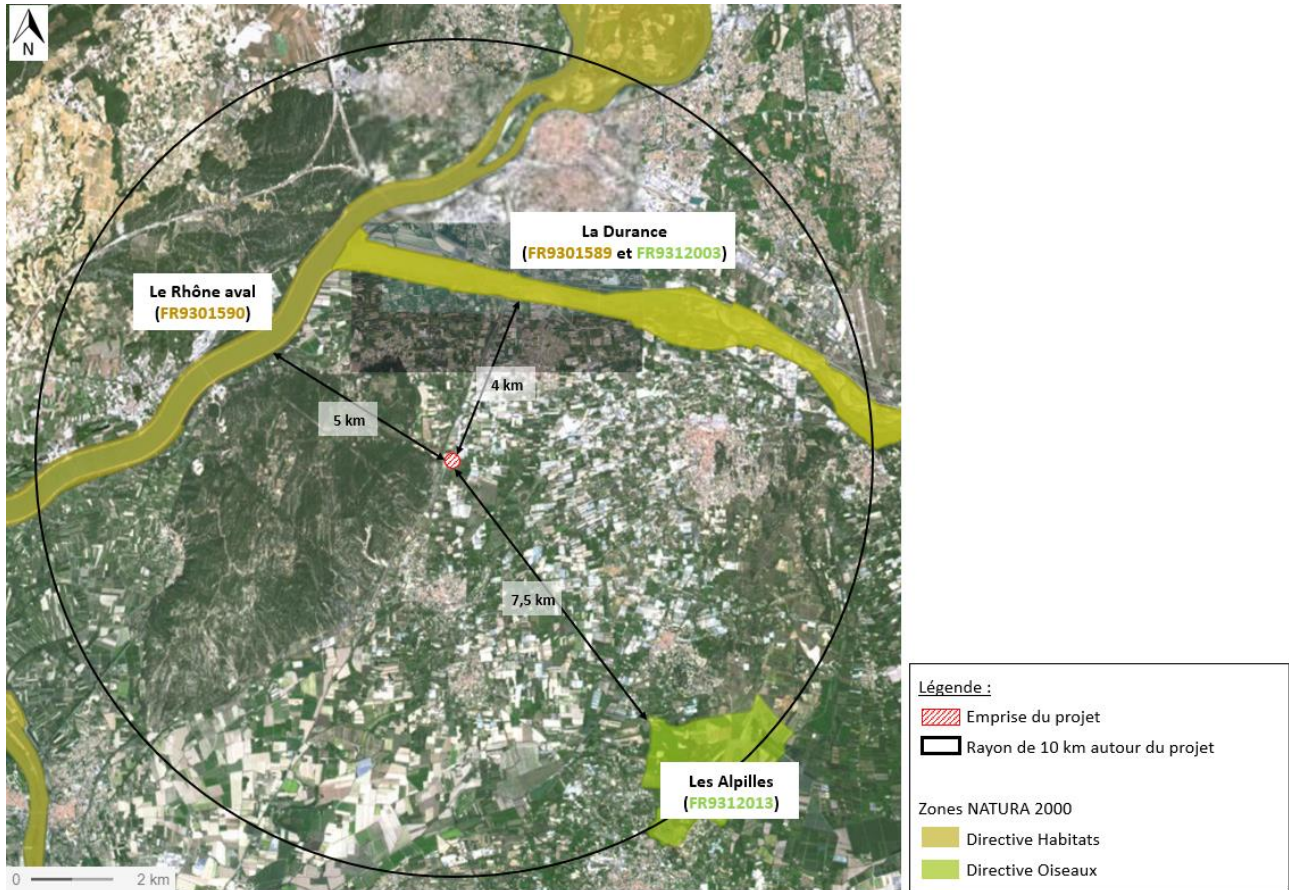 N
La Durance
(FR9301589 et FR9312003)
Le Rhône aval
(FR9301590)
4 km
5 km
7,5 km
Les Alpilles
(FR9312013)
0 2 km
Légende :
Emprise du projet
Rayon de 10 km autour du projet
Zones NATURA 2000
Directive Habitats
Directive Oiseaux